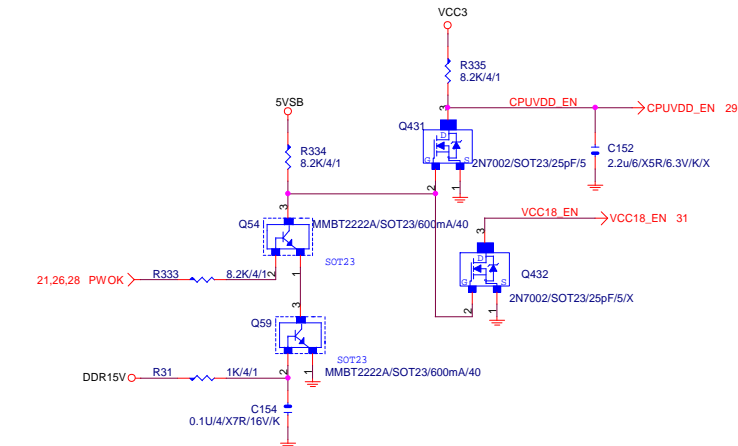 VCC3
R335
8.2K/4/1
CPUVDD_EN
CPUVDD_EN 29
5VSB
3
Q431
D
G
S
2N7002/SOT23/25pF/5
C152
2.2u/6/X5R/6.3V/K/X
R334
8.2K/4/1
2
1
3
VCC18_EN
VCC18_EN 31
Q54
MMBT2222A/SOT23/600mA/40
3
D
G
S
Q432
SOT23
21,26,28 PWOK
R333
8.2K/4/1
2
1
2N7002/SOT23/25pF/5/X
2
1
3
Q59
SOT23
MMBT2222A/SOT23/600mA/40
DDR15V
R31
1K/4/1
2
1
C154
0.1U/4/X7R/16V/K